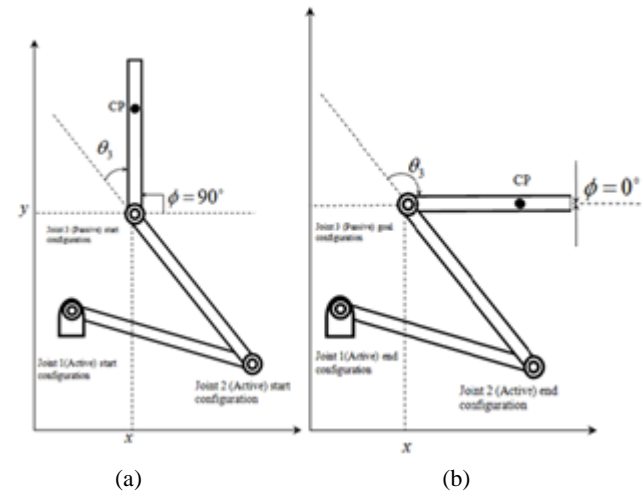 CP
θ₃
ϕ = 90°
y
Joint 3 (Passive) start
configuration
Joint 1(Active) start
configuration
Joint 2 (Active) start
configuration
x
(a)
θ₃
CP
ϕ = 0°
Joint 3 (Passive) goal
configuration
Joint 1(Active) end
configuration
Joint 2 (Active) end
configuration
x
(b)